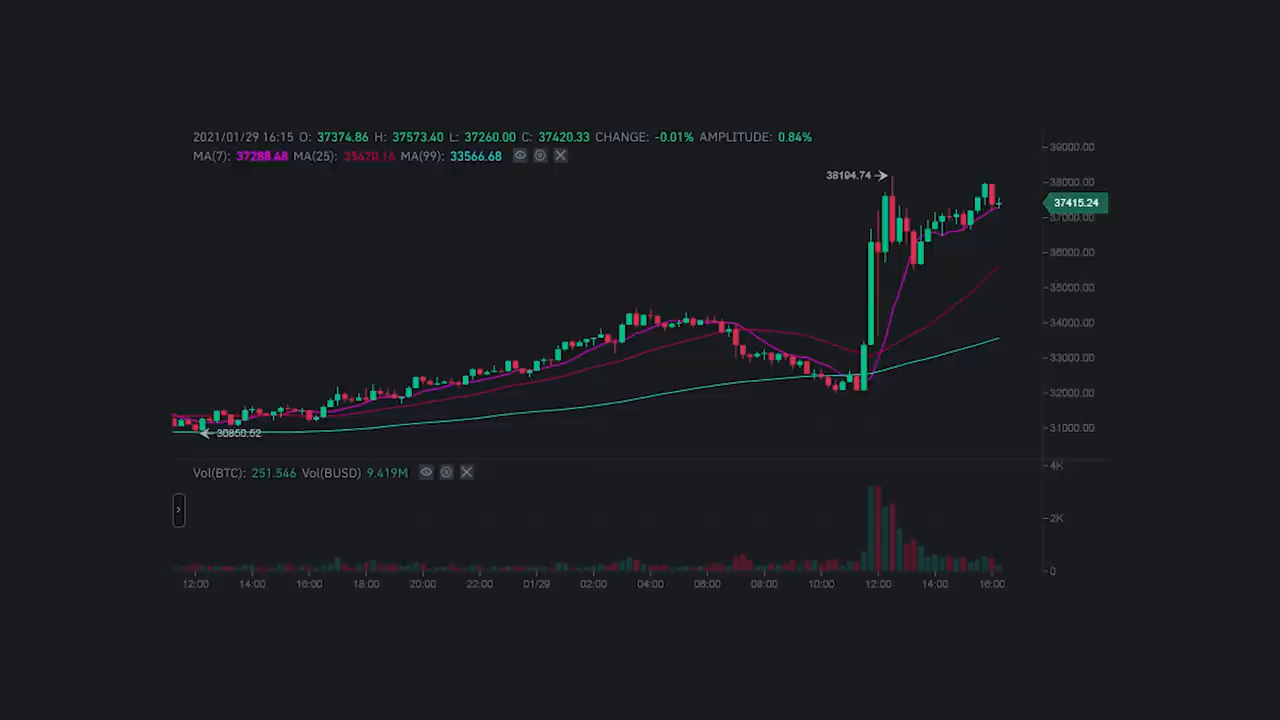 2021/01/29 16:15 O: 37374.86 H: 37573.40 L: 37260.00 C: 37420.33 CHANGE: -0.01% AMPLITUDE: 0.84%
MA(7): 37288.48 MA(25): 35620.16 MA(99): 33566.68
39000.00
38194.74
38000.00
37415.24
37000.00
36000.00
35000.00
34000.00
33000.00
32000.00
31000.00
30850.52
4K
Vol(BTC): 251.546 Vol(BUSD) 9.419M
2K
0
12:00 14:00 16:00 18:00 20:00 22:00 01/29 02:00 04:00 06:00 08:00 10:00 12:00 14:00 16:00